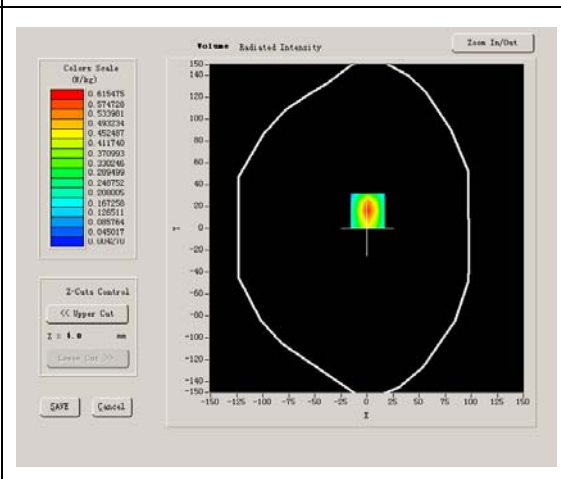 Volume Radiated Intensity
Zoom In/Out
Colors Scale
(W/kg)
0.615475
0.574728
0.533981
0.493234
0.452487
0.411740
0.370993
0.330246
0.289499
0.248752
0.208005
0.167258
0.126511
0.085764
0.045017
0.004270
Z-Cuts Control
<< Upper Cut
Z = 4.0 mm
Lower Cut >>
SAVE
Cancel
150
140
120
100
80
60
40
20
0
-20
-40
-60
-80
-100
-120
-140
-150
Y
-150 -125 -100 -75 -50 -25 0 25 50 75 100 125 150
X